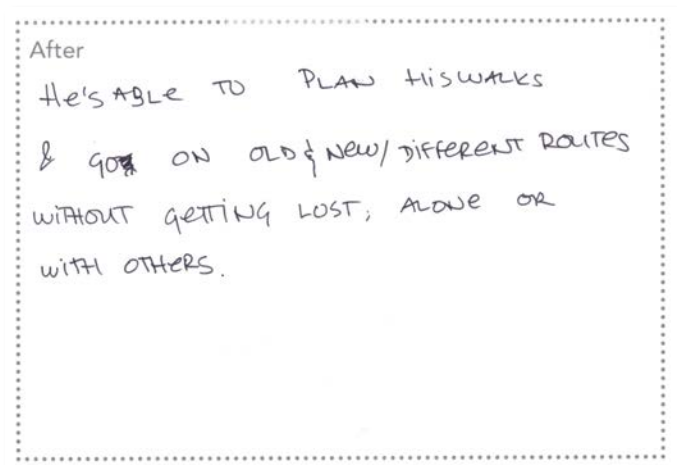 After
He's ABLE TO PLAN HIS WALKS
& go ON OLD & NEW/DIFFERENT ROUTES
WITHOUT GETTING LOST, ALONE OR
WITH OTHERS.